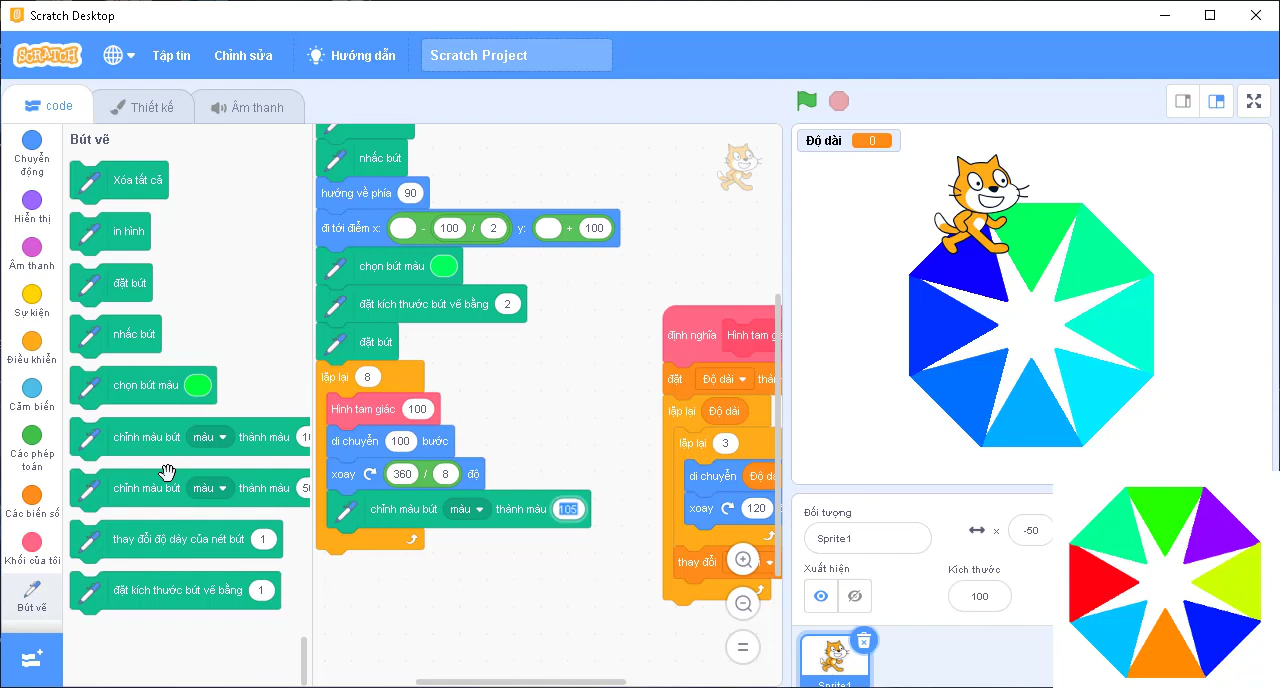 Scratch Desktop
SCRATCH
Tập tin
Chỉnh sửa
Hướng dẫn
Scratch Project
code
Thiết kế
Âm thanh
Chuyển động
Hiển thị
Âm thanh
Sự kiện
Điều khiển
Cảm biến
Các phép toán
Các biến số
Khối của tôi
Bút vẽ
Bút vẽ
Xóa tất cả
in hình
đặt bút
nhấc bút
chọn bút màu
chỉnh màu bút màu thành màu
chỉnh màu bút màu thành màu
thay đổi độ dày của nét bút 1
đặt kích thước bút vẽ bằng 1
nhấc bút
hướng về phía 90
đi tới điểm x: - 100 / 2 y: + 100
chọn bút màu
đặt kích thước bút vẽ bằng 2
đặt bút
lặp lại 8
Hình tam giác 100
di chuyển 100 bước
xoay 360 / 8 độ
chỉnh màu bút màu thành màu 105
định nghĩa Hình tam
đặt Độ dài
lặp lại Độ dài
lặp lại 3
di chuyển
xoay 120
thay đổi
Độ dài 0
Đối tượng
Sprite1
x -50
Xuất hiện
Kích thước
100
Sprite1